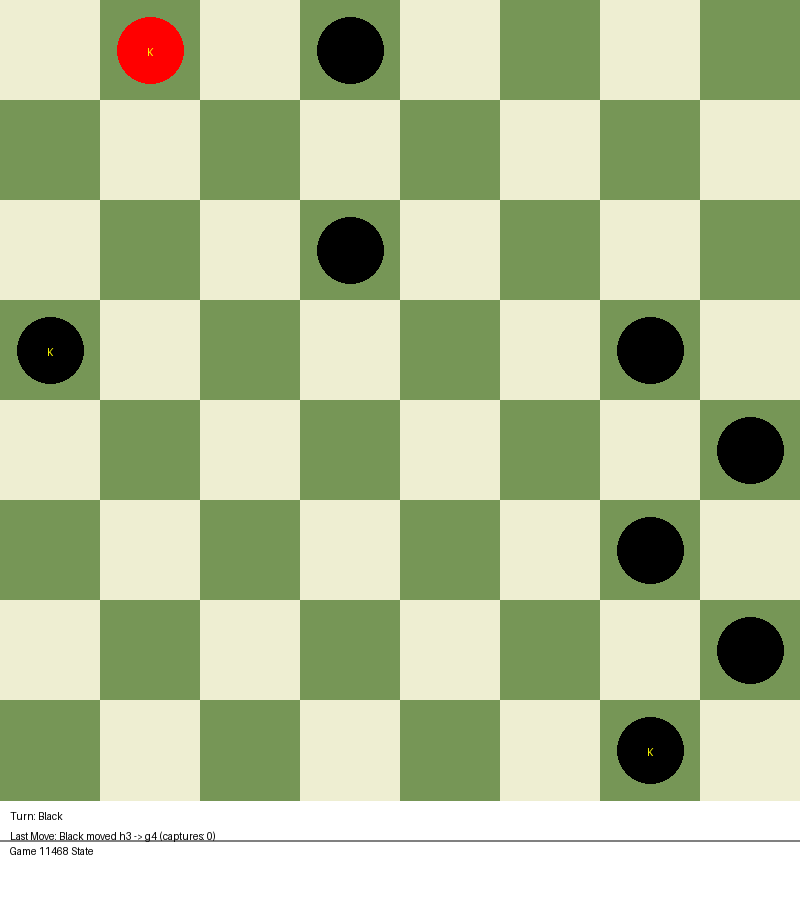 K
K
K
Turn: Black
Last Move: Black moved h3 -> g4 (captures: 0)
Game 11468 State